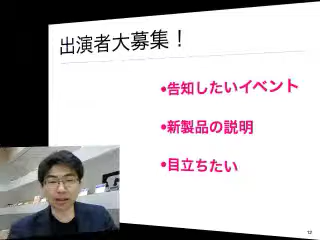 出演者大募集！
•告知したいイベント
•新製品の説明
•目立ちたい
12